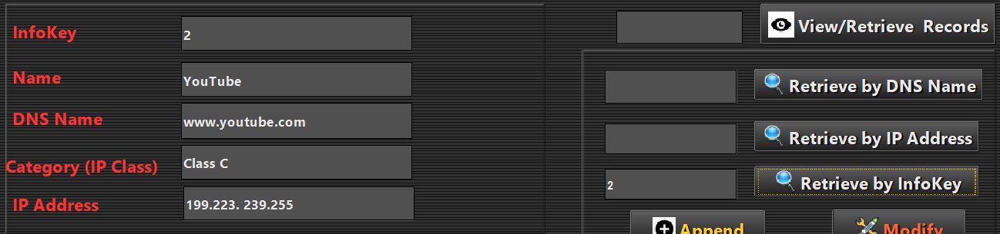 InfoKey
2
Name
YouTube
DNS Name
www.youtube.com
Category (IP Class)
Class C
IP Address
199.223. 239.255
View/Retrieve Records
Retrieve by DNS Name
Retrieve by IP Address
2
Retrieve by InfoKey
Append
Modify